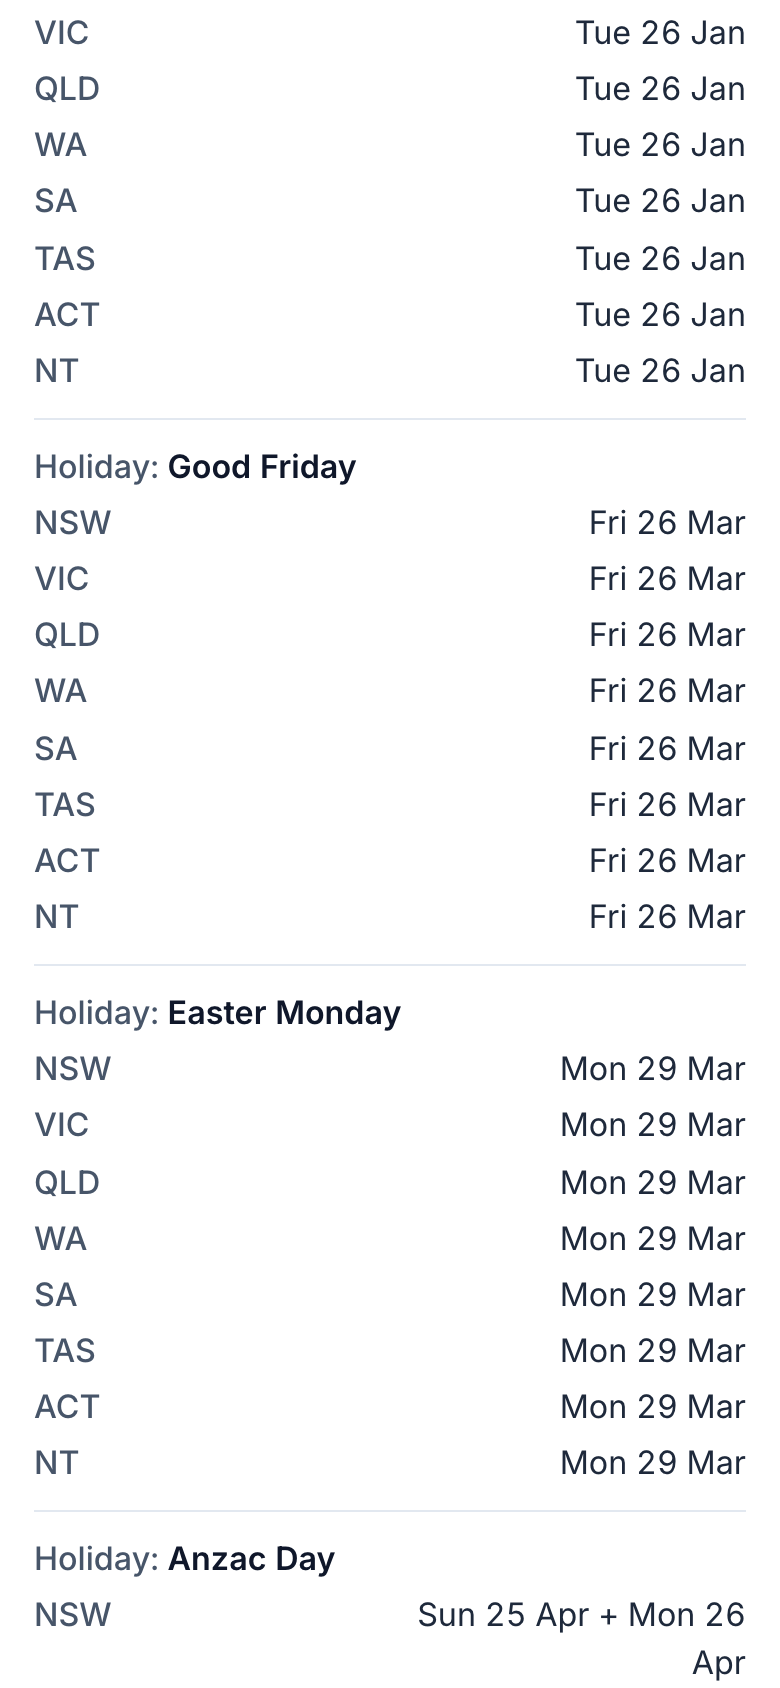 VIC Tue 26 Jan
QLD Tue 26 Jan
WA Tue 26 Jan
SA Tue 26 Jan
TAS Tue 26 Jan
ACT Tue 26 Jan
NT Tue 26 Jan
Holiday: Good Friday
NSW Fri 26 Mar
VIC Fri 26 Mar
QLD Fri 26 Mar
WA Fri 26 Mar
SA Fri 26 Mar
TAS Fri 26 Mar
ACT Fri 26 Mar
NT Fri 26 Mar
Holiday: Easter Monday
NSW Mon 29 Mar
VIC Mon 29 Mar
QLD Mon 29 Mar
WA Mon 29 Mar
SA Mon 29 Mar
TAS Mon 29 Mar
ACT Mon 29 Mar
NT Mon 29 Mar
Holiday: Anzac Day
NSW Sun 25 Apr + Mon 26
Apr